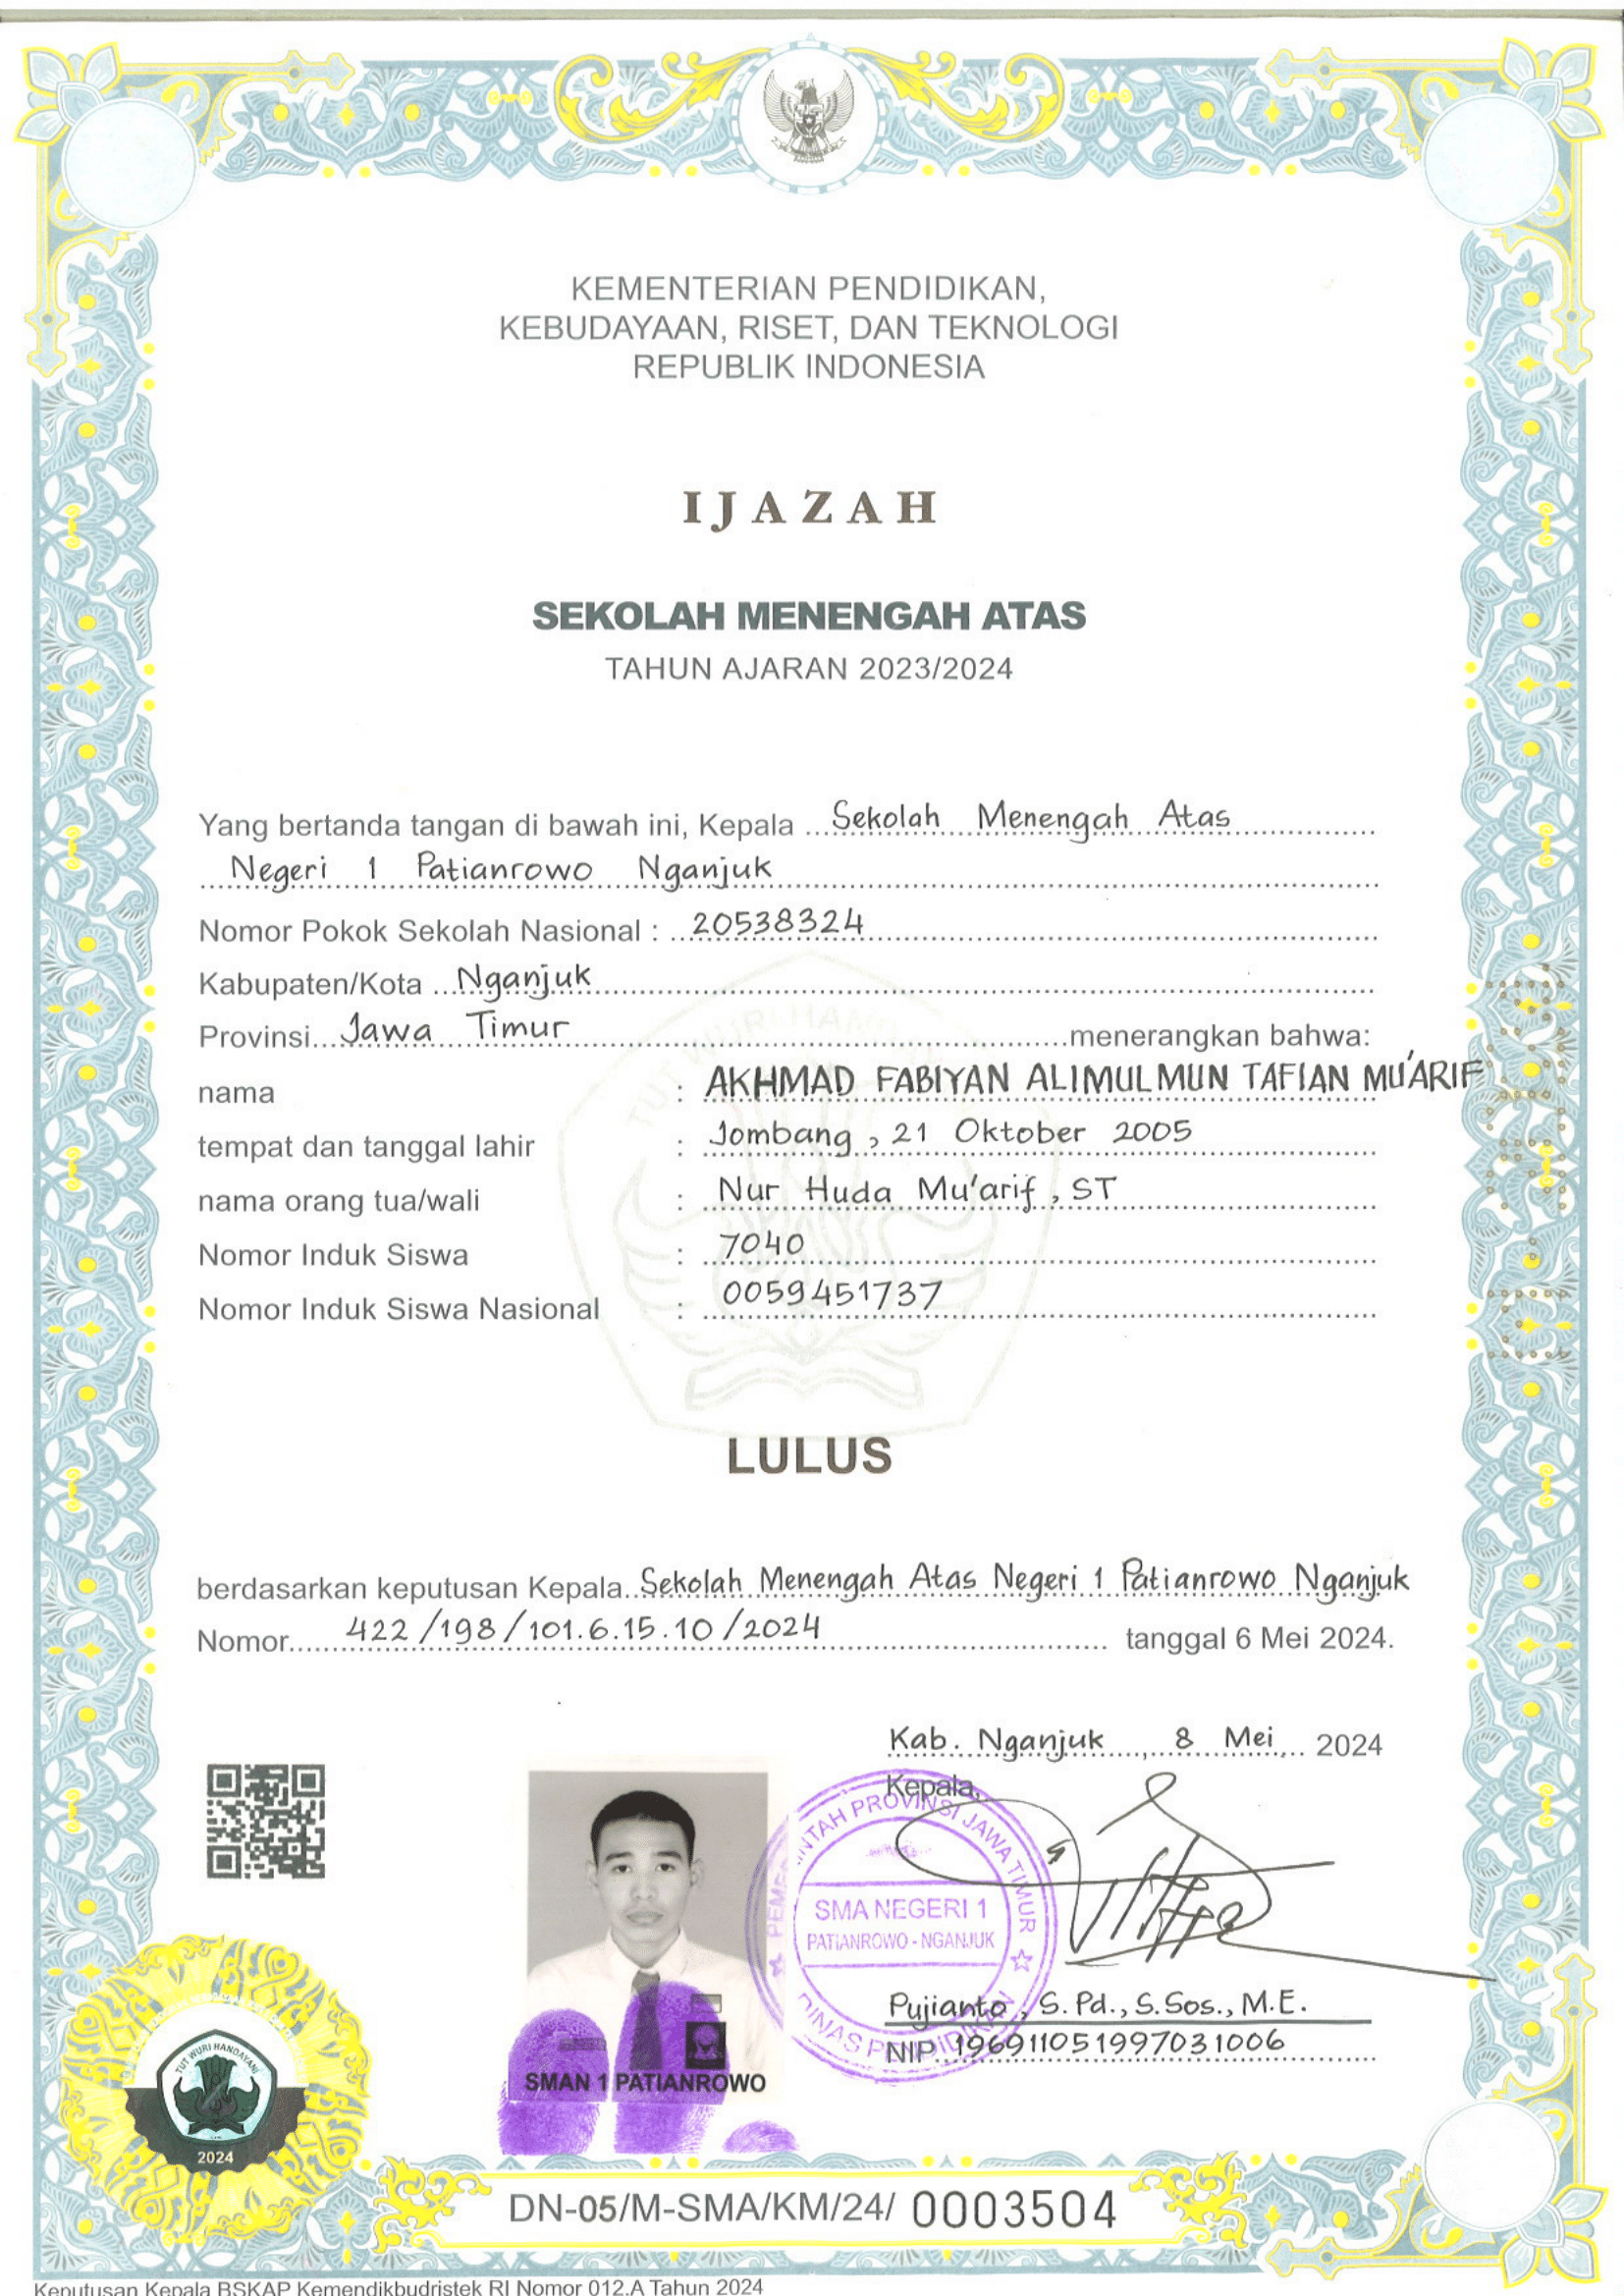 KEMENTERIAN PENDIDIKAN,
KEBUDAYAAN, RISET, DAN TEKNOLOGI
REPUBLIK INDONESIA
IJAZAH
SEKOLAH MENENGAH ATAS
TAHUN AJARAN 2023/2024
Yang bertanda tangan di bawah ini, Kepala Sekolah Menengah Atas
Negeri 1 Patianrowo Nganjuk
Nomor Pokok Sekolah Nasional : 20538324
Kabupaten/Kota Nganjuk
Provinsi Jawa Timur menerangkan bahwa:
nama : AKHMAD FABIYAN ALIMULMUN TAFIAN MU'ARIF
tempat dan tanggal lahir : Jombang, 21 Oktober 2005
nama orang tua/wali : Nur Huda Mu'arif, ST
Nomor Induk Siswa : 7040
Nomor Induk Siswa Nasional : 0059451737
TUT WURI HANDAYANI
LULUS
berdasarkan keputusan Kepala Sekolah Menengah Atas Negeri 1 Patianrowo Nganjuk
Nomor 422/198/101.6.15.10/2024 tanggal 6 Mei 2024.
Kab. Nganjuk, 8 Mei 2024
Kepala,
PROVINSI JAWA TIMUR
SMA NEGERI 1
PATIANROWO - NGANJUK
DINAS PENDIDIKAN
Pujianto, S.Pd., S.Sos., M.E.
NIP 196911051997031006
SMAN 1 PATIANROWO
TUT WURI HANDAYANI
2024
DN-05/M-SMA/KM/24/ 0003504
Keputusan Kepala BSKAP Kemendikbudristek RI Nomor 012.A Tahun 2024